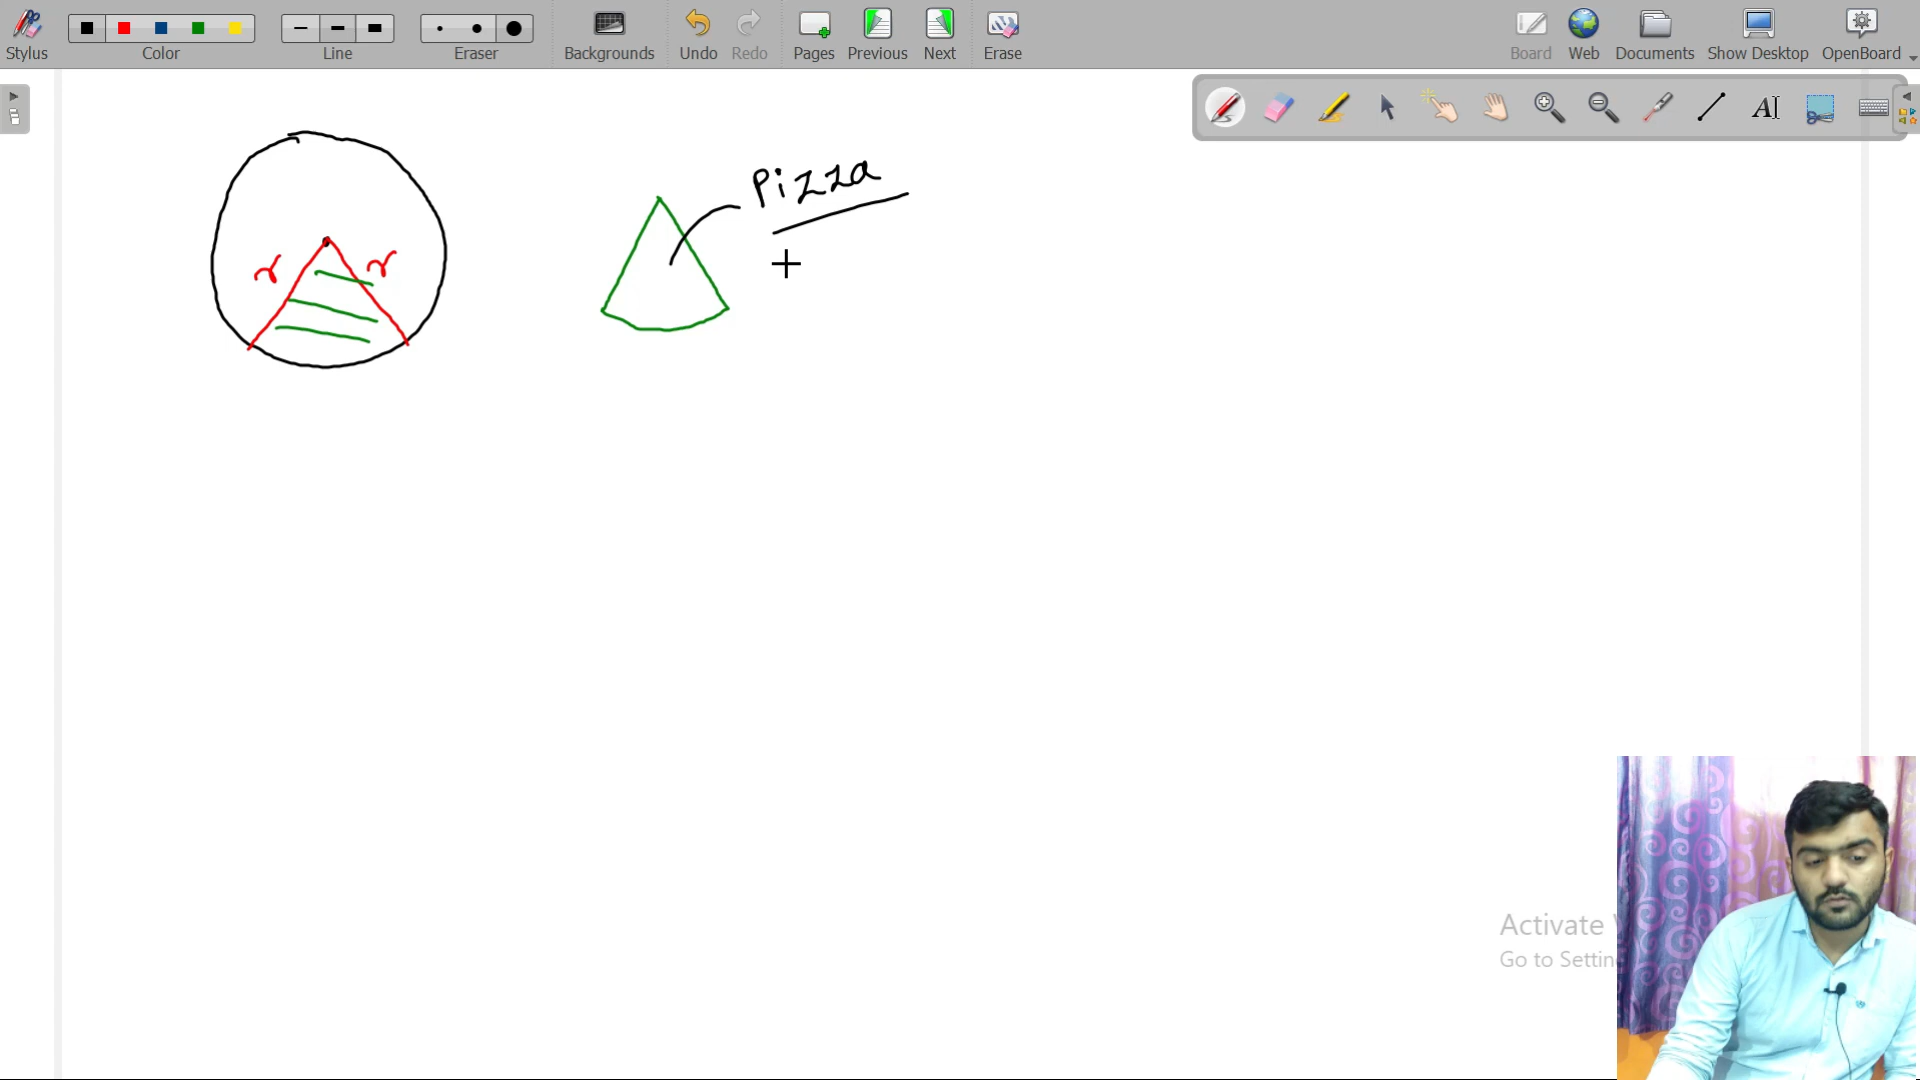 Stylus
Color
Line
Eraser
Backgrounds
Undo
Redo
Pages
Previous
Next
Erase
Board
Web
Documents
Show Desktop
OpenBoard
Pizza
r
r
Activate
Go to Settin